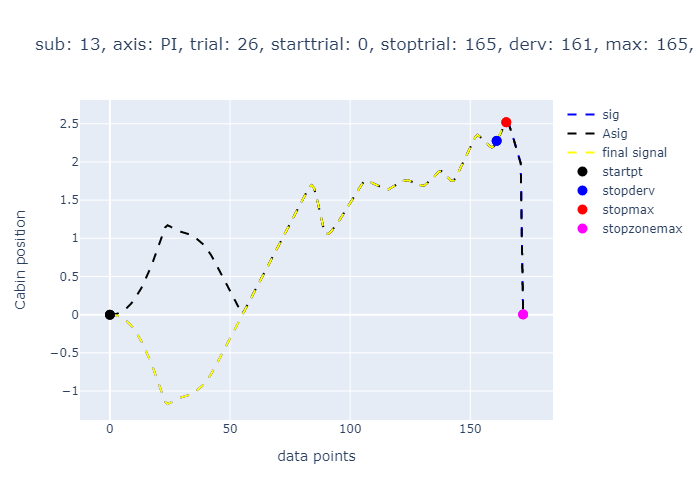 sub: 13, axis: PI, trial: 26, starttrial: 0, stoptrial: 165, derv: 161, max: 165,
2.5
2
1.5
1
0.5
0
−0.5
−1
Cabin position
0
50
100
150
data points
sig
Asig
final signal
startpt
stopderv
stopmax
stopzonemax